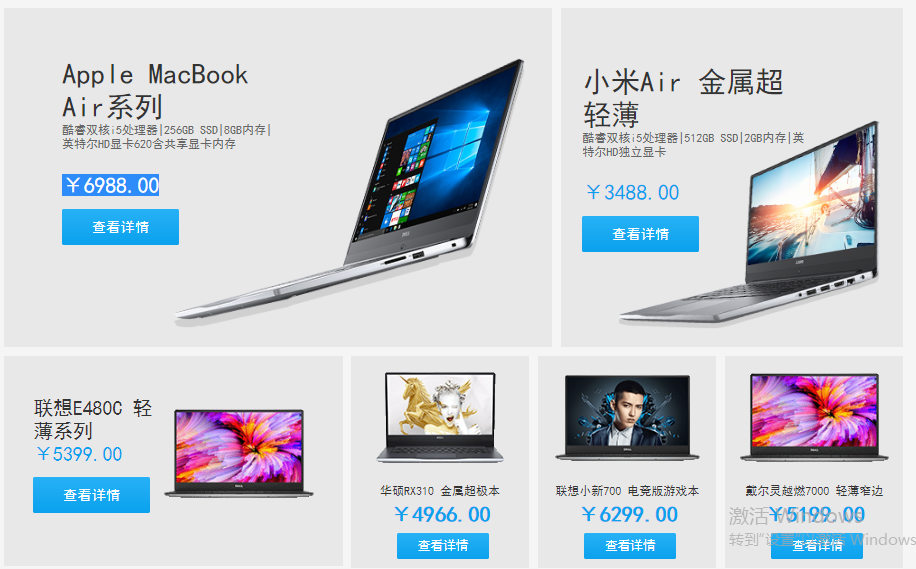 Apple MacBook
Air系列
酷睿双核i5处理器|256GB SSD|8GB内存|
英特尔HD显卡620含共享显卡内存
￥6988.00
查看详情
小米Air 金属超
轻薄
酷睿双核i5处理器|512GB SSD|2GB内存|英
特尔HD独立显卡
￥3488.00
查看详情
联想E480C 轻
薄系列
￥5399.00
查看详情
华硕RX310 金属超极本
￥4966.00
查看详情
联想小新700 电竞版游戏本
￥6299.00
查看详情
戴尔灵越燃7000 轻薄窄边
￥5199.00
查看详情
激活 Windows
转到"设置"以激活 Windows